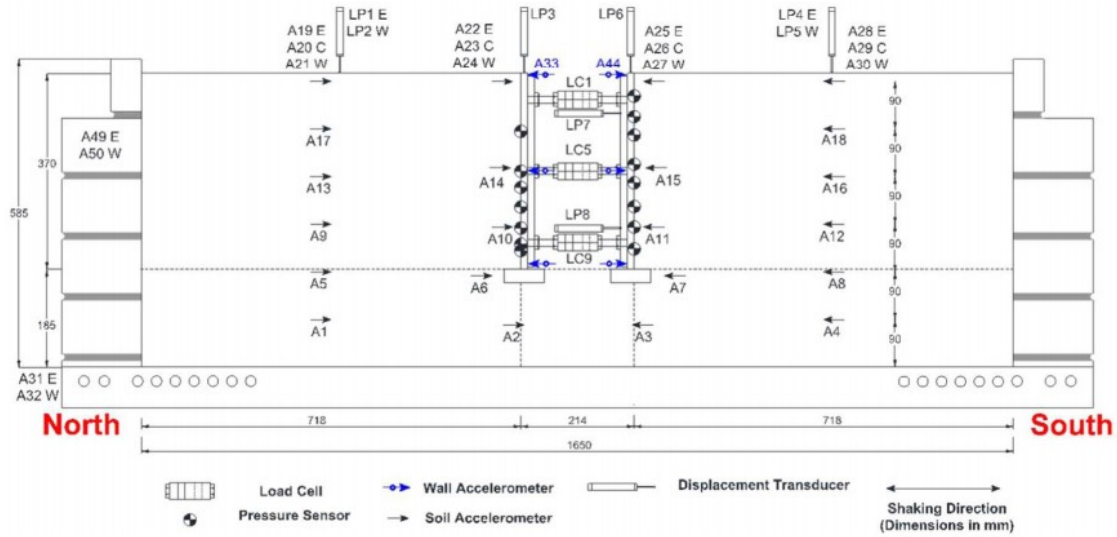 LP1 E
LP2 W
LP3
LP6
LP4 E
LP5 W
A19 E
A20 C
A21 W
A22 E
A23 C
A24 W
A25 E
A26 C
A27 W
A28 E
A29 C
A30 W
A33
A44
LC1
LP7
A49 E
A50 W
A17
A18
90
90
370
LC5
A13
A14
A15
A16
90
585
LP8
A9
A10
A11
A12
90
LC9
A5
A6
A7
A8
90
185
A1
A2
A3
A4
90
A31 E
A32 W
North
South
718
214
718
1650
Load Cell
Wall Accelerometer
Displacement Transducer
Pressure Sensor
Soil Accelerometer
Shaking Direction
(Dimensions in mm)